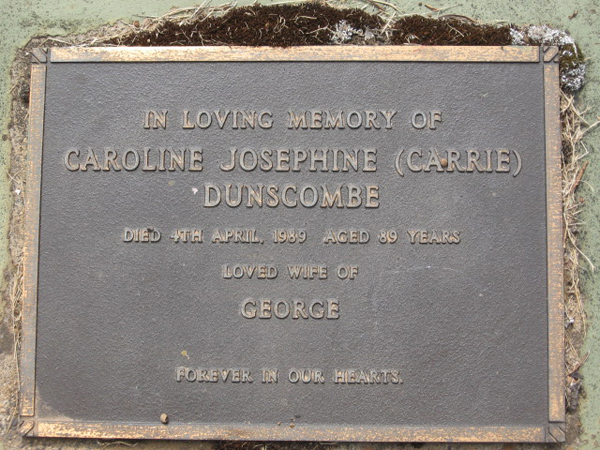 IN LOVING MEMORY OF
CAROLINE JOSEPHINE (CARRIE)
DUNSCOMBE
DIED 4TH APRIL, 1989 AGED 89 YEARS
LOVED WIFE OF
GEORGE
FOREVER IN OUR HEARTS.